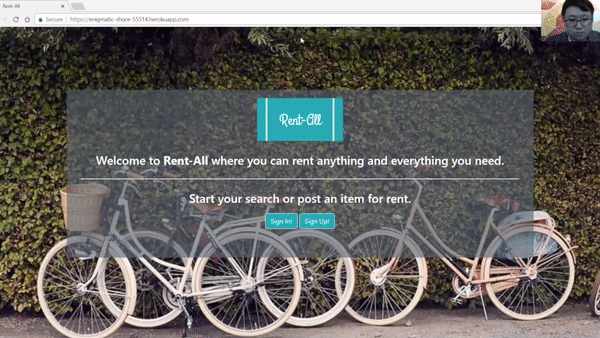 Rent-All
Secure
https://enigmatic-shore-55514.herokuapp.com
Rent-All
Welcome to Rent-All where you can rent anything and everything you need.
Start your search or post an item for rent.
Sign In!
Sign Up!